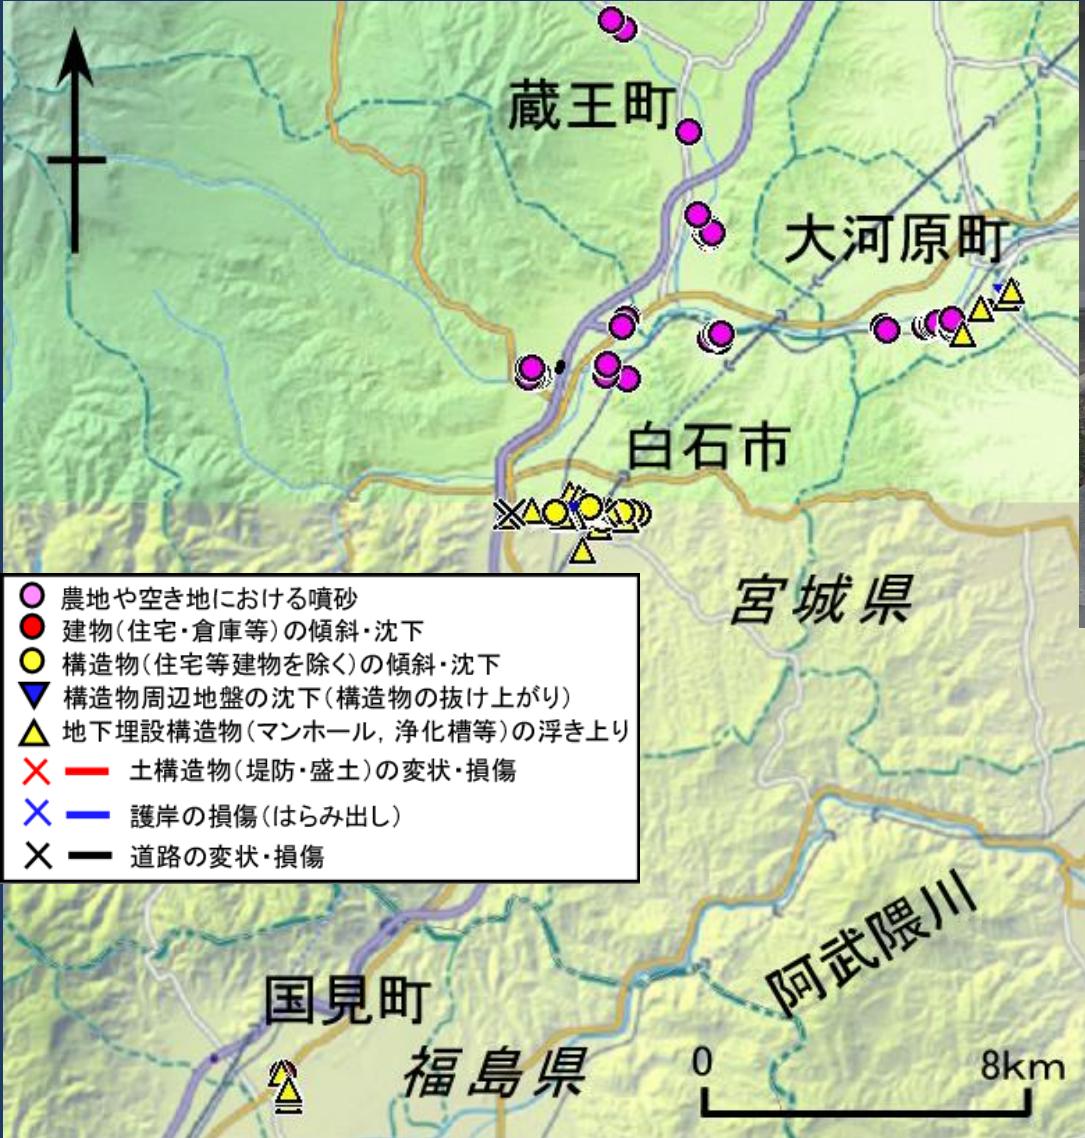 蔵王町
大河原町
白石市
宮城県
農地や空き地における噴砂
建物(住宅・倉庫等)の傾斜・沈下
構造物(住宅等建物を除く)の傾斜・沈下
構造物周辺地盤の沈下(構造物の抜け上がり)
地下埋設構造物(マンホール, 浄化槽等)の浮き上り
土構造物(堤防・盛土)の変状・損傷
護岸の損傷(はらみ出し)
道路の変状・損傷
阿武隈川
国見町
福島県
0 8km